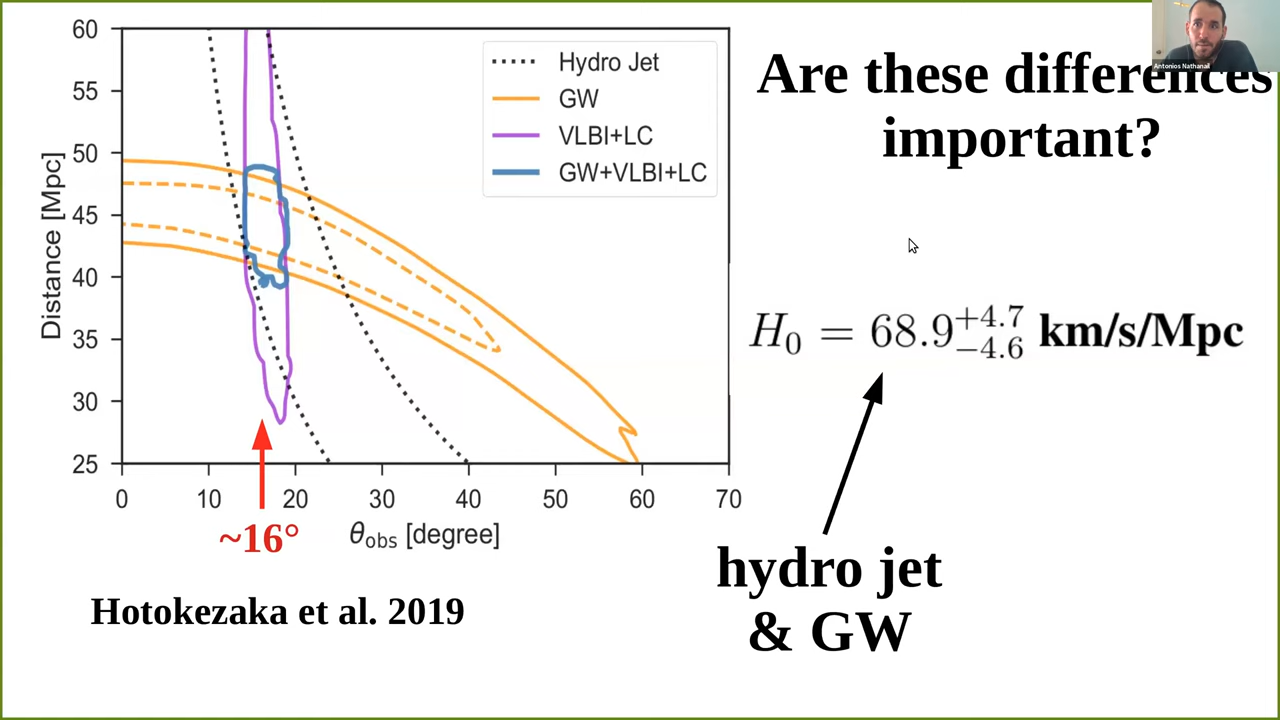 Are these differences
important?
Antonios Nathanail
60
55
50
45
40
35
30
25
Distance [Mpc]
Hydro Jet
GW
VLBI+LC
GW+VLBI+LC
0 10 20 30 40 50 60 70
θobs [degree]
~16°
H₀ = 68.9 +4.7 −4.6 km/s/Mpc
hydro jet
& GW
Hotokezaka et al. 2019